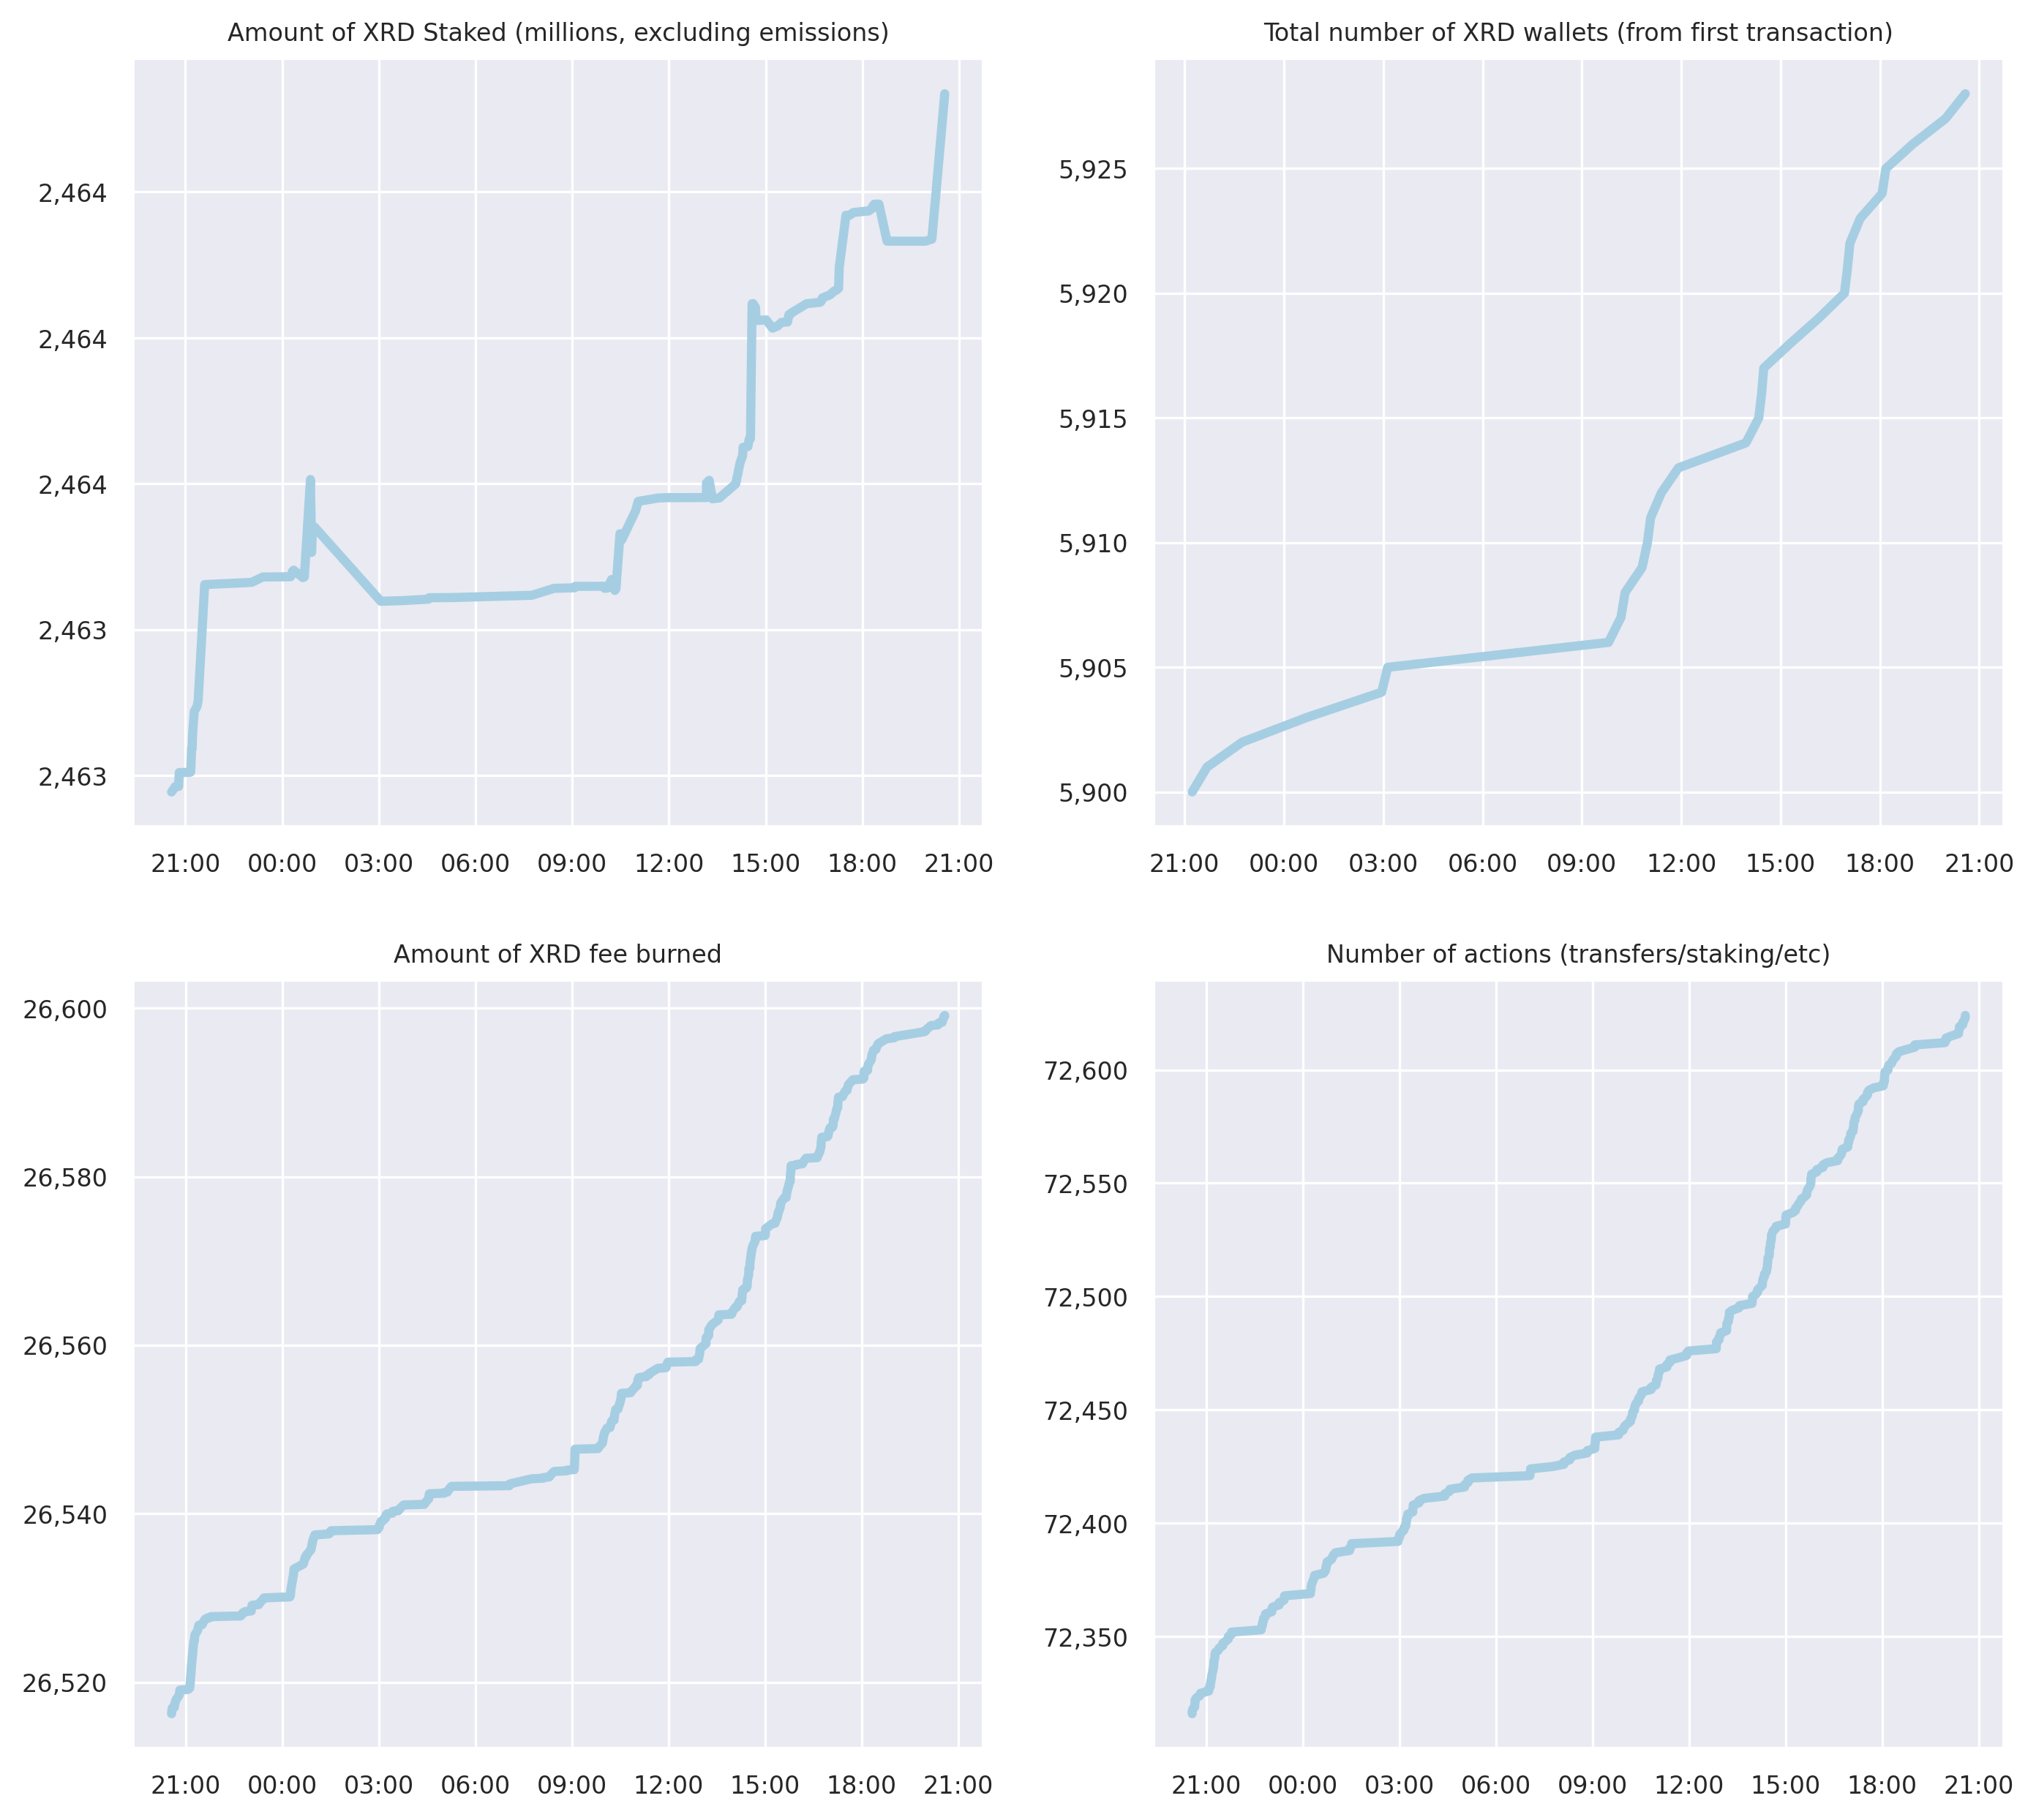 Amount of XRD Staked (millions, excluding emissions)
2,464
2,464
2,464
2,463
2,463
21:00 00:00 03:00 06:00 09:00 12:00 15:00 18:00 21:00
Total number of XRD wallets (from first transaction)
5,925
5,920
5,915
5,910
5,905
5,900
21:00 00:00 03:00 06:00 09:00 12:00 15:00 18:00 21:00
Amount of XRD fee burned
26,600
26,580
26,560
26,540
26,520
21:00 00:00 03:00 06:00 09:00 12:00 15:00 18:00 21:00
Number of actions (transfers/staking/etc)
72,600
72,550
72,500
72,450
72,400
72,350
21:00 00:00 03:00 06:00 09:00 12:00 15:00 18:00 21:00